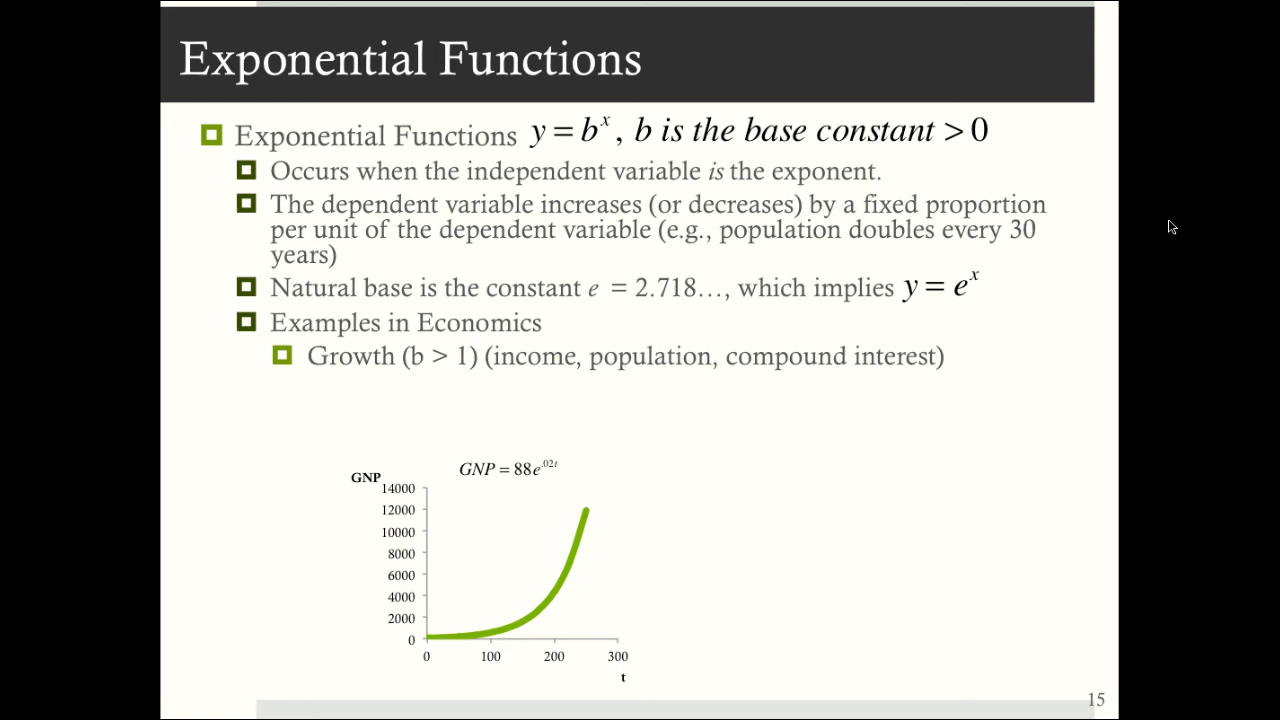 Exponential Functions
Exponential Functions y = b^x, b is the base constant > 0
Occurs when the independent variable is the exponent.
The dependent variable increases (or decreases) by a fixed proportion
per unit of the dependent variable (e.g., population doubles every 30
years)
Natural base is the constant e = 2.718…, which implies y = e^x
Examples in Economics
Growth (b > 1) (income, population, compound interest)
GNP = 88e^.02t
GNP
14000
12000
10000
8000
6000
4000
2000
0
0 100 200 300
t
15